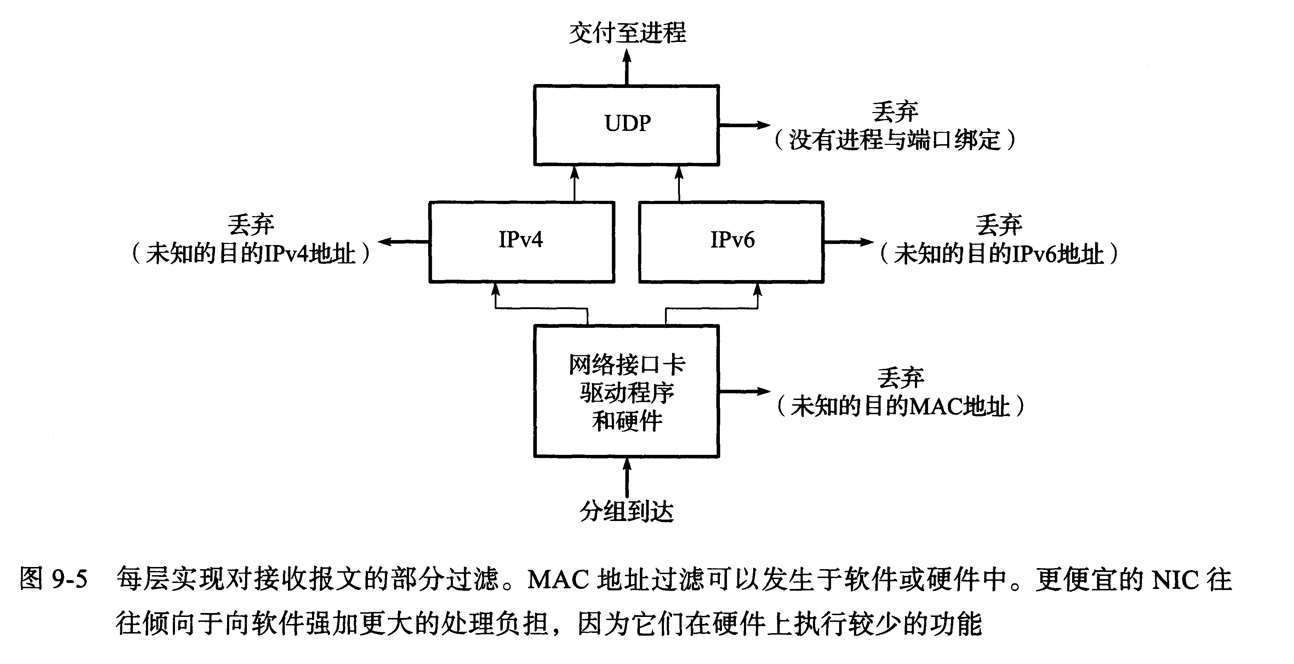 交付至进程
UDP
丢弃
（没有进程与端口绑定）
丢弃
（未知的目的IPv4地址）
IPv4
IPv6
丢弃
（未知的目的IPv6地址）
网络接口卡
驱动程序
和硬件
丢弃
（未知的目的MAC地址）
分组到达
图 9-5 每层实现对接收报文的部分过滤。MAC 地址过滤可以发生于软件或硬件中。更便宜的 NIC 往
往倾向于向软件强加更大的处理负担，因为它们在硬件上执行较少的功能